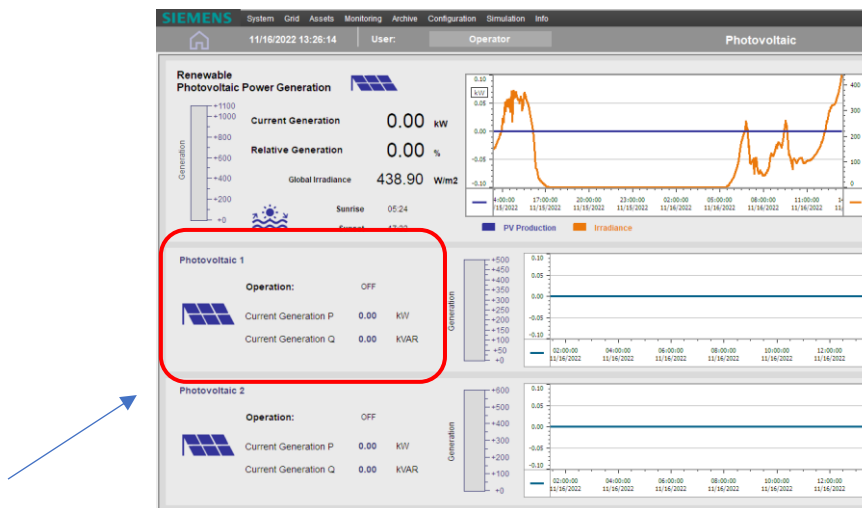 SIEMENS System Grid Assets Monitoring Archive Configuration Simulation Info
11/16/2022 13:26:14 User: Operator Photovoltaic
Renewable
Photovoltaic Power Generation
+1100
+1000
+800
+600
+400
+200
+0
Generation
Current Generation 0.00 kW
Relative Generation 0.00 %
Global Irradiance 438.90 W/m2
Sunrise 05:24
0.10
kW
0.05
0.00
-0.05
-0.10
400
300
200
100
0
4:00:00 17:00:00 20:00:00 23:00:00 02:00:00 05:00:00 08:00:00 11:00:00
/15/2022 11/15/2022 11/15/2022 11/15/2022 11/16/2022 11/16/2022 11/16/2022 11/16/2022
PV Production Irradiance
Photovoltaic 1
Operation: OFF
Current Generation P 0.00 kW
Current Generation Q 0.00 KVAR
Generation
+500
+450
+400
+350
+300
+250
+200
+150
+100
+50
+0
0.10
0.05
0.00
-0.05
-0.10
02:00:00 04:00:00 06:00:00 08:00:00 10:00:00 12:00:00
11/16/2022 11/16/2022 11/16/2022 11/16/2022 11/16/2022 11/16/2022
Photovoltaic 2
Operation: OFF
Current Generation P 0.00 kW
Current Generation Q 0.00 KVAR
Generation
+600
+500
+400
+300
+200
+100
+0
0.10
0.05
0.00
-0.05
-0.10
02:00:00 04:00:00 06:00:00 08:00:00 10:00:00 12:00:00
11/16/2022 11/16/2022 11/16/2022 11/16/2022 11/16/2022 11/16/2022